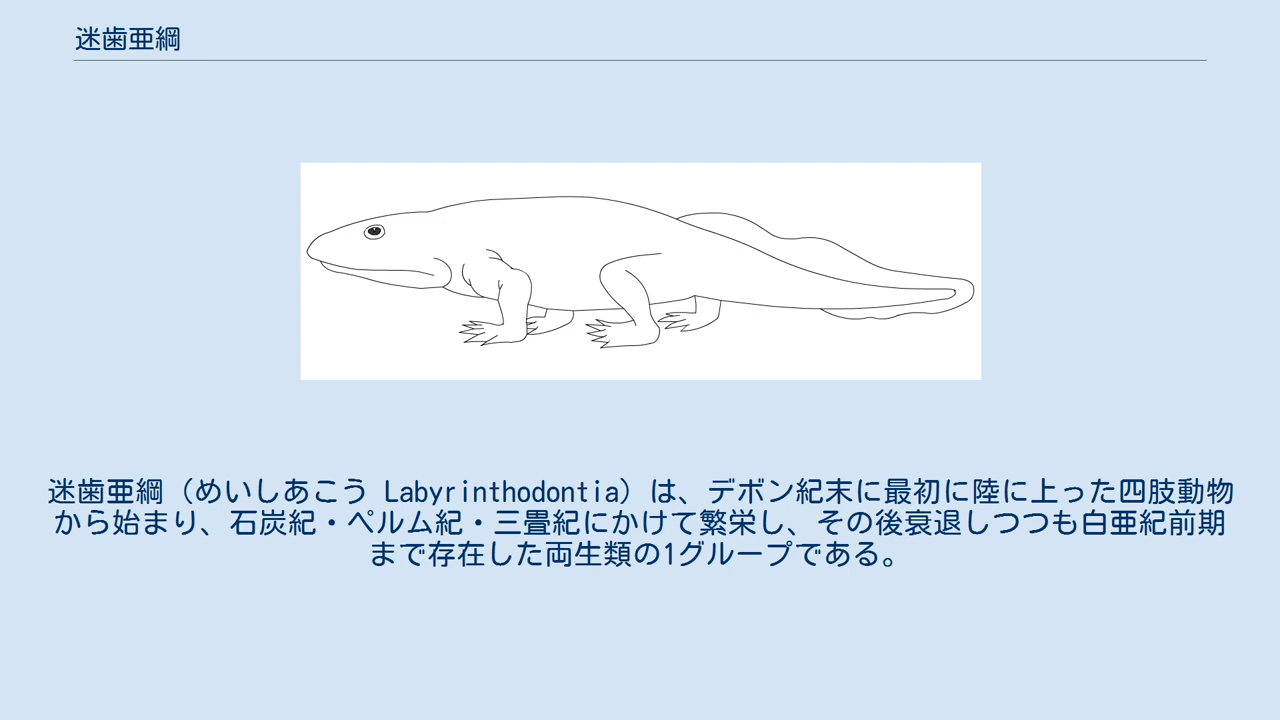 迷歯亜綱
迷歯亜綱（めいしあこう Labyrinthodontia）は、デボン紀末に最初に陸に上った四肢動物
から始まり、石炭紀・ペルム紀・三畳紀にかけて繁栄し、その後衰退しつつも白亜紀前期
まで存在した両生類の1グループである。